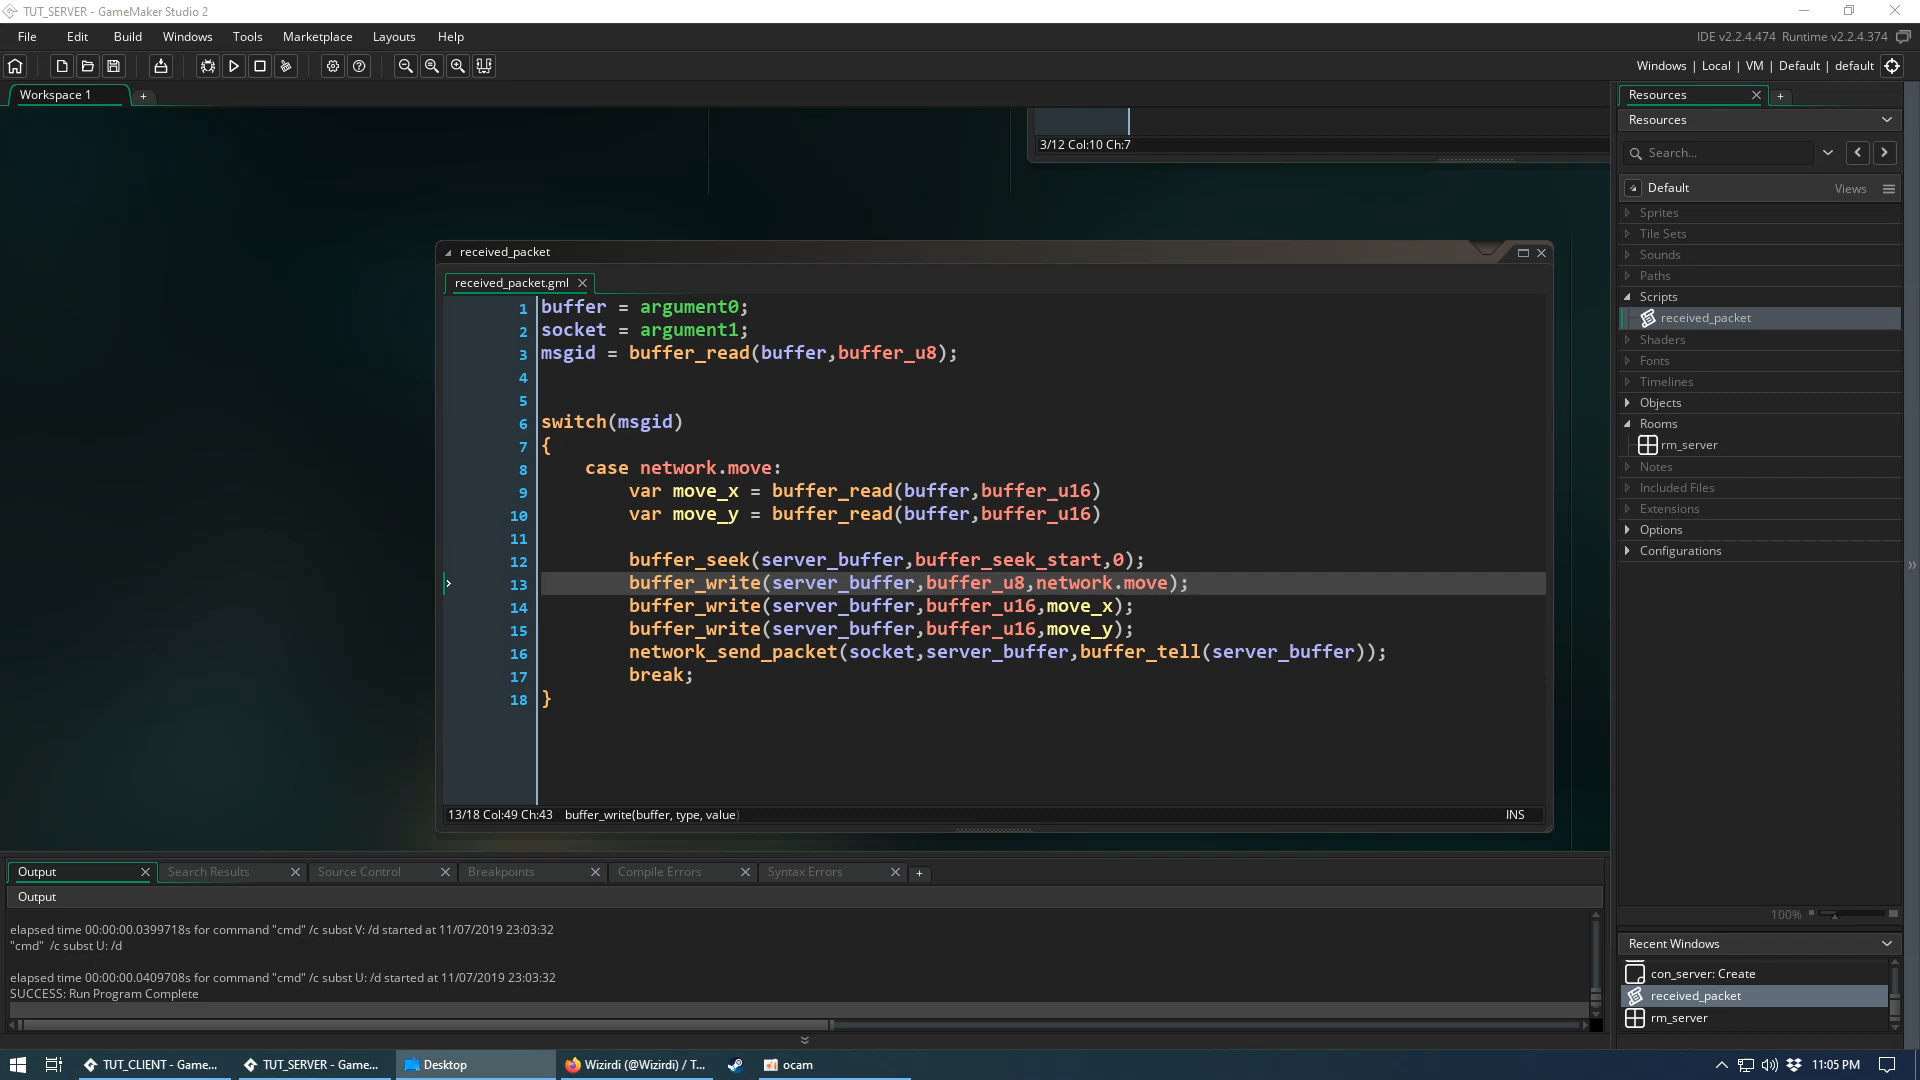 TUT_SERVER - GameMaker Studio 2
File Edit Build Windows Tools Marketplace Layouts Help
IDE v2.2.4.474 Runtime v2.2.4.374
Windows | Local | VM | Default | default
Workspace 1
+
3/12 Col:10 Ch:7
received_packet
received_packet.gml
1 buffer = argument0;
2 socket = argument1;
3 msgid = buffer_read(buffer,buffer_u8);
4
5
6 switch(msgid)
7 {
8 case network.move:
9 var move_x = buffer_read(buffer,buffer_u16)
10 var move_y = buffer_read(buffer,buffer_u16)
11
12 buffer_seek(server_buffer,buffer_seek_start,0);
13 buffer_write(server_buffer,buffer_u8,network.move);
14 buffer_write(server_buffer,buffer_u16,move_x);
15 buffer_write(server_buffer,buffer_u16,move_y);
16 network_send_packet(socket,server_buffer,buffer_tell(server_buffer));
17 break;
18 }
13/18 Col:49 Ch:43 buffer_write(buffer, type, value)
INS
Output Search Results Source Control Breakpoints Compile Errors Syntax Errors +
Output
elapsed time 00:00:00.0399718s for command "cmd" /c subst V: /d started at 11/07/2019 23:03:32
"cmd" /c subst U: /d
elapsed time 00:00:00.0409708s for command "cmd" /c subst U: /d started at 11/07/2019 23:03:32
SUCCESS: Run Program Complete
Resources
+
Resources
Search...
Default
Views
Sprites
Tile Sets
Sounds
Paths
Scripts
received_packet
Shaders
Fonts
Timelines
Objects
Rooms
rm_server
Notes
Included Files
Extensions
Options
Configurations
100%
Recent Windows
con_server: Create
received_packet
rm_server
TUT_CLIENT - Game...
TUT_SERVER - Game...
Desktop
Wizirdi (@Wizirdi) / T...
ocam
11:05 PM